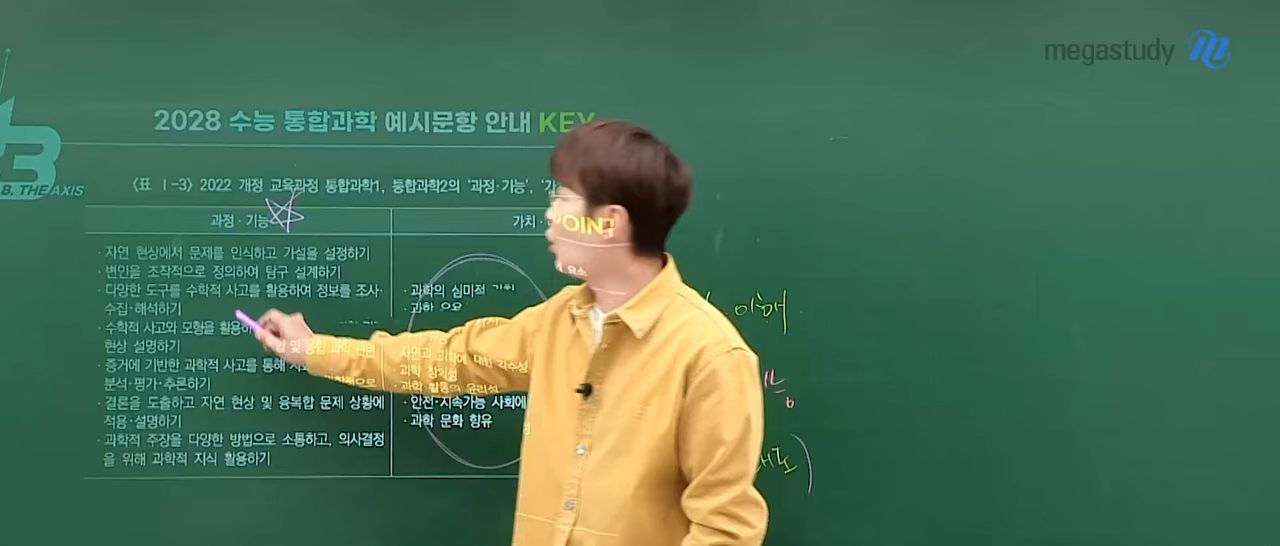 megastudy
2028 수능 통합과학 예시문항 안내 KEY
B, THE AXIS
POINT
〈표 Ⅰ-3〉 2022 개정 교육과정 통합과학1, 통합과학2의 '과정·기능', '가
과정·기능
가치·
· 자연 현상에서 문제를 인식하고 가설을 설정하기
· 변인을 조작적으로 정의하여 탐구 설계하기
· 다양한 도구를 수학적 사고를 활용하여 정보를 조사·
수집·해석하기
· 수학적 사고와 모형을 활용하
현상 설명하기
· 증거에 기반한 과학적 사고를 통해
분석·평가·추론하기
· 결론을 도출하고 자연 현상 및 융복합 문제 상황에
적용·설명하기
· 과학적 주장을 다양한 방법으로 소통하고, 의사결정
을 위해 과학적 지식 활용하기
· 과학의 심미적
· 과학 유용
· 자연과 과학에 대한 감수성
· 과학 창의성
· 과학 활동의 윤리성
· 안전·지속가능 사회에
· 과학 문화 향유
이해